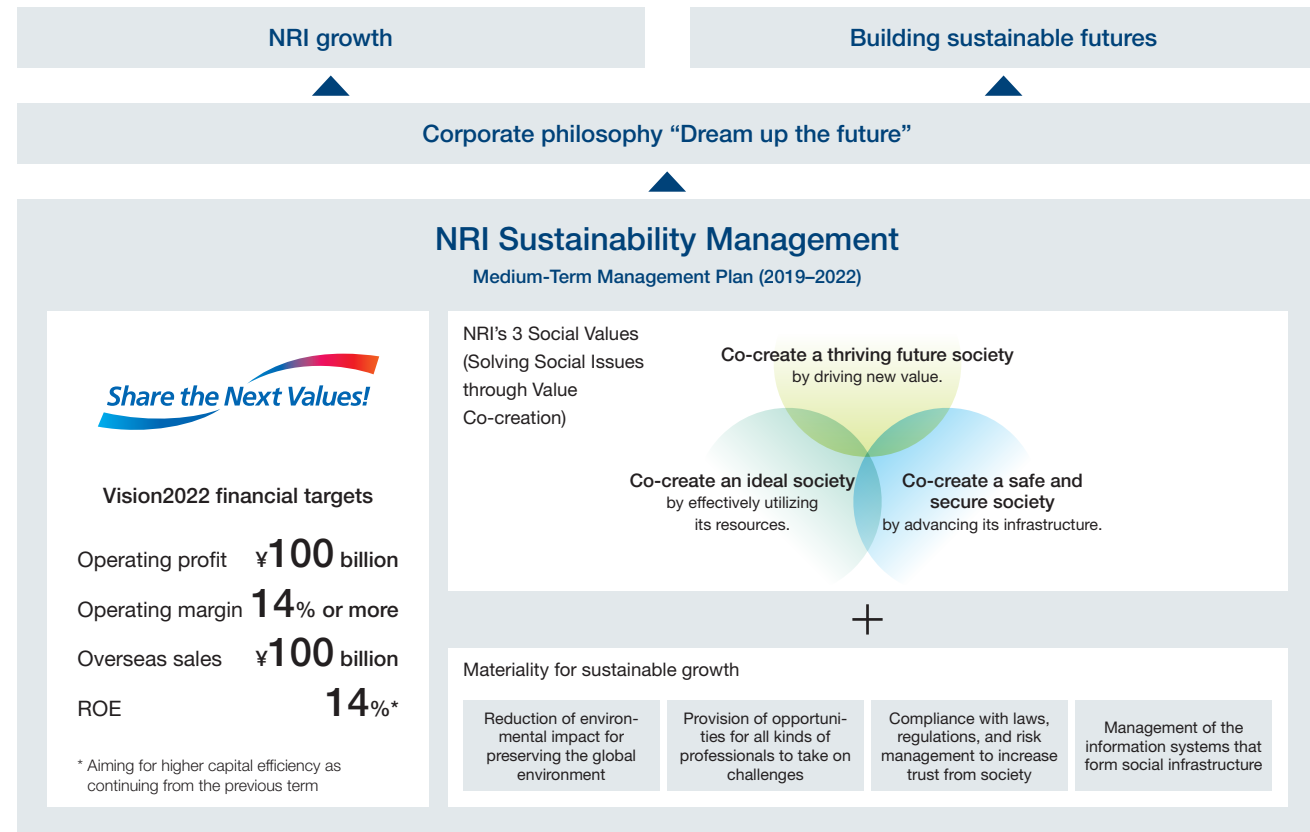 NRI growth
Building sustainable futures
Corporate philosophy “Dream up the future”
NRI Sustainability Management
Medium-Term Management Plan (2019–2022)
Share the Next Values!
Vision2022 financial targets
Operating profit ¥100 billion
Operating margin 14% or more
Overseas sales ¥100 billion
ROE 14%*
* Aiming for higher capital efficiency as
continuing from the previous term
NRI’s 3 Social Values
(Solving Social Issues
through Value
Co-creation)
Co-create a thriving future society
by driving new value.
Co-create an ideal society
by effectively utilizing
its resources.
Co-create a safe and
secure society
by advancing its infrastructure.
+
Materiality for sustainable growth
Reduction of environ-
mental impact for
preserving the global
environment
Provision of opportuni-
ties for all kinds of
professionals to take on
challenges
Compliance with laws,
regulations, and risk
management to increase
trust from society
Management of the
information systems that
form social infrastructure